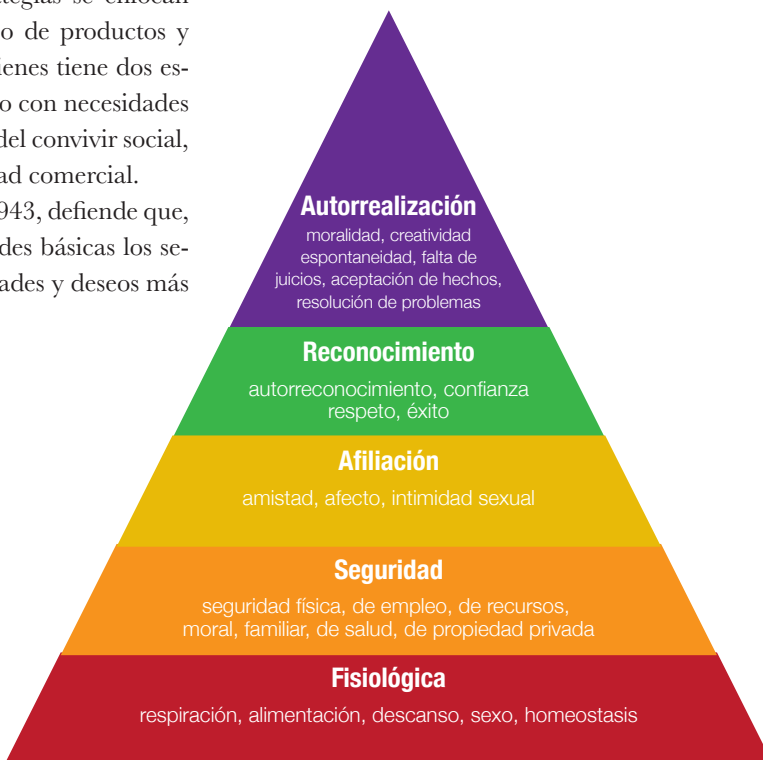 tegias se enfocan
o de productos y
ienes tiene dos es-
o con necesidades
del convivir social,
ad comercial.
943, defiende que,
des básicas los se-
ades y deseos más
Autorrealización
moralidad, creatividad
espontaneidad, falta de
juicios, aceptación de hechos,
resolución de problemas
Reconocimiento
autorreconocimiento, confianza
respeto, éxito
Afiliación
amistad, afecto, intimidad sexual
Seguridad
seguridad física, de empleo, de recursos,
moral, familiar, de salud, de propiedad privada
Fisiológica
respiración, alimentación, descanso, sexo, homeostasis